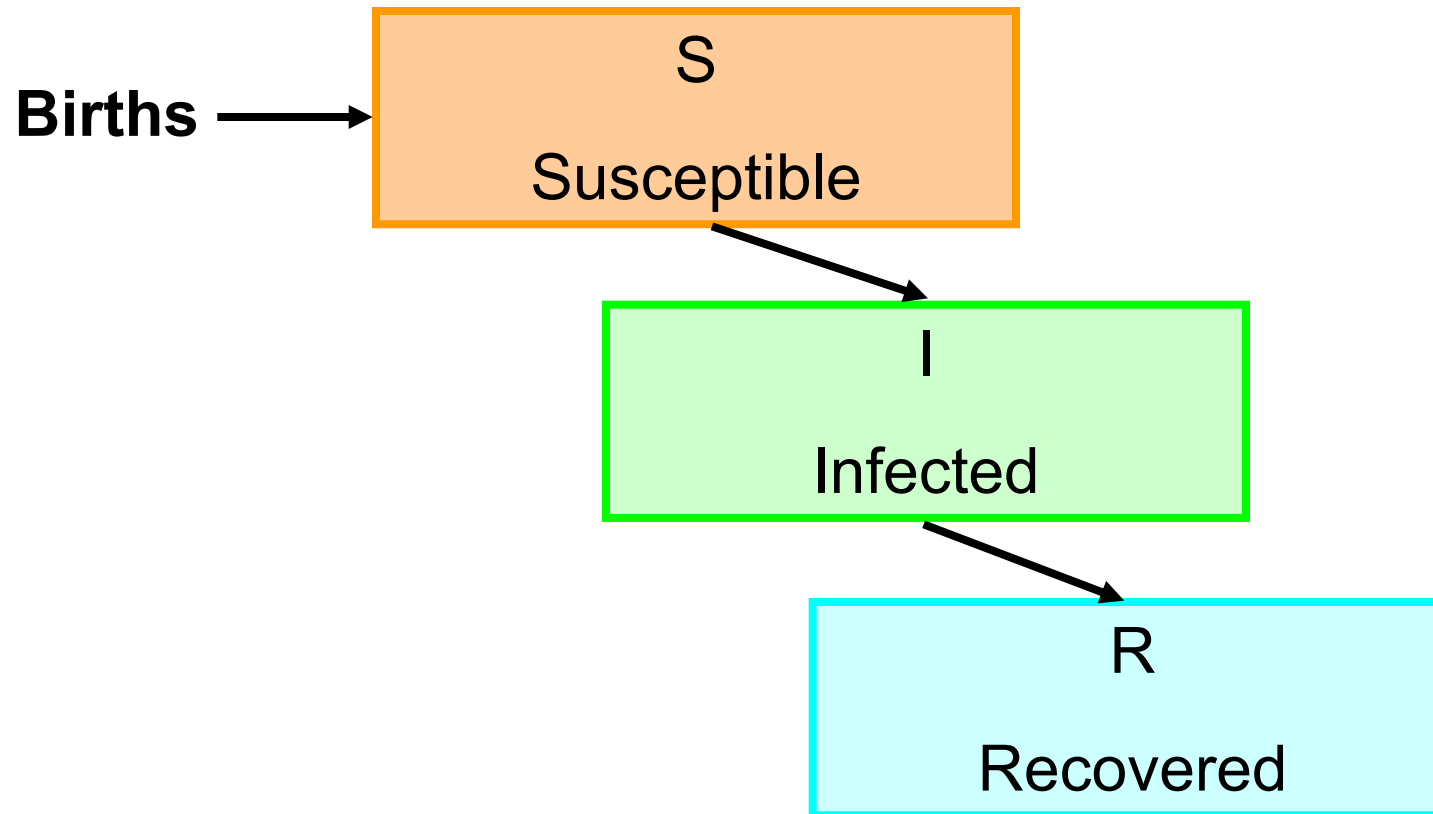 S
Births
Susceptible
I
Infected
R
Recovered